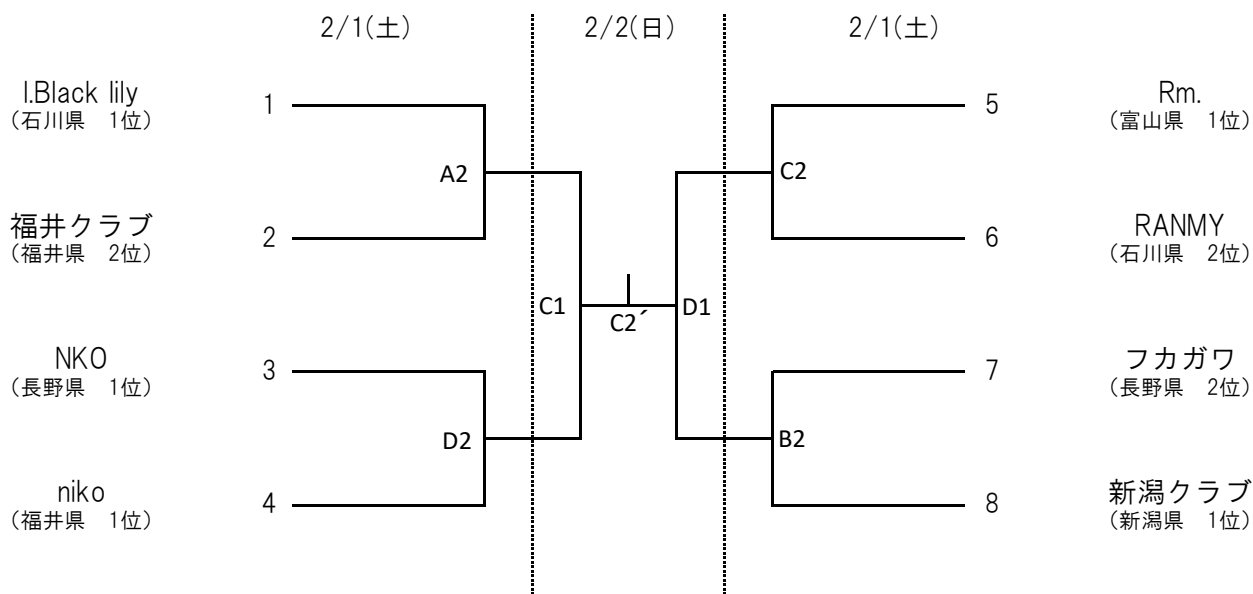 2/1(土)
2/2(日)
2/1(土)
I.Black lily
(石川県　1位)
1
福井クラブ
(福井県　2位)
2
A2
NKO
(長野県　1位)
3
niko
(福井県　1位)
4
D2
C1
C2´
D1
5
Rm.
(富山県　1位)
C2
6
RANMY
(石川県　2位)
7
フカガワ
(長野県　2位)
B2
8
新潟クラブ
(新潟県　1位)